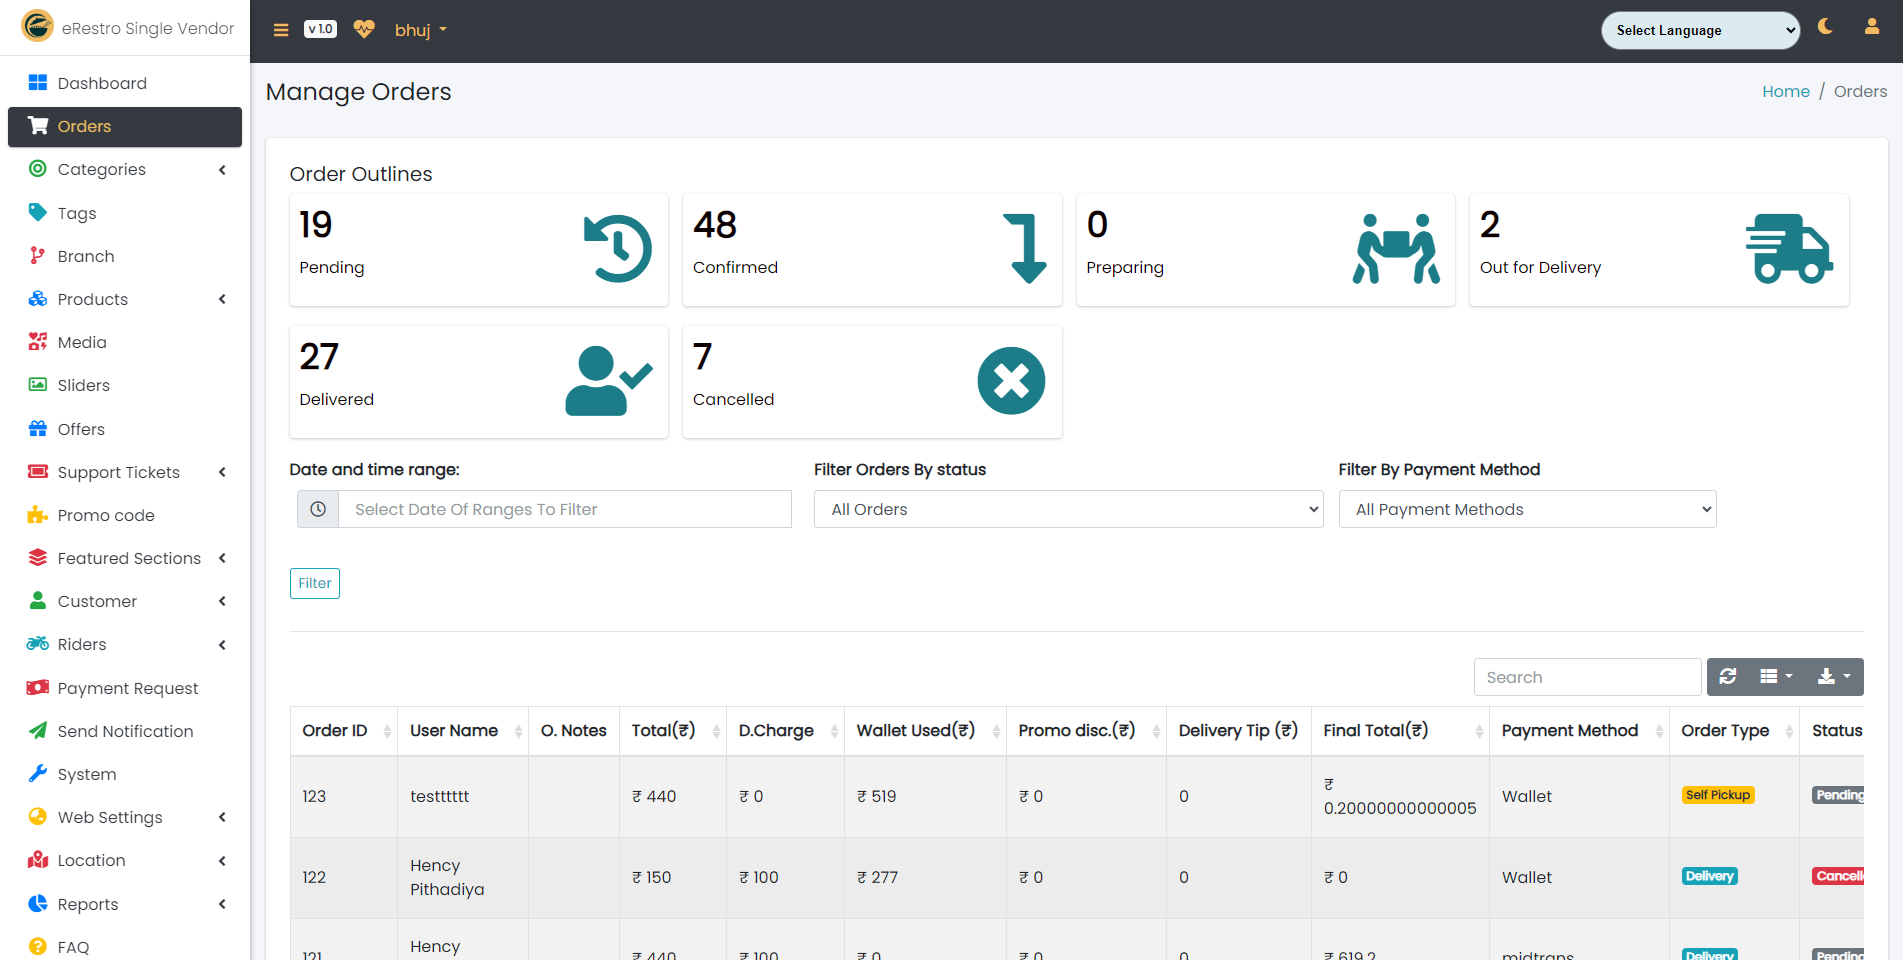 eRestro Single Vendor
v 1.0
bhuj
Select Language
Dashboard
Orders
Categories
Tags
Branch
Products
Media
Sliders
Offers
Support Tickets
Promo code
Featured Sections
Customer
Riders
Payment Request
Send Notification
System
Web Settings
Location
Reports
FAQ
Manage Orders
Home / Orders
Order Outlines
19
Pending
48
Confirmed
0
Preparing
2
Out for Delivery
27
Delivered
7
Cancelled
Date and time range:
Select Date Of Ranges To Filter
Filter Orders By status
All Orders
Filter By Payment Method
All Payment Methods
Filter
Search
Order ID User Name O. Notes Total(₹) D.Charge Wallet Used(₹) Promo disc.(₹) Delivery Tip (₹) Final Total(₹) Payment Method Order Type Status
123 testttttt ₹ 440 ₹ 0 ₹ 519 ₹ 0 0 ₹ 0.20000000000005 Wallet Self Pickup Pending
122 Hency Pithadiya ₹ 150 ₹ 100 ₹ 277 ₹ 0 0 ₹ 0 Wallet Delivery Cancell
121 Hency ₹ 440 ₹ 100 ₹ 0 ₹ 0 0 ₹ 619.2 midtrans Delivery Pending